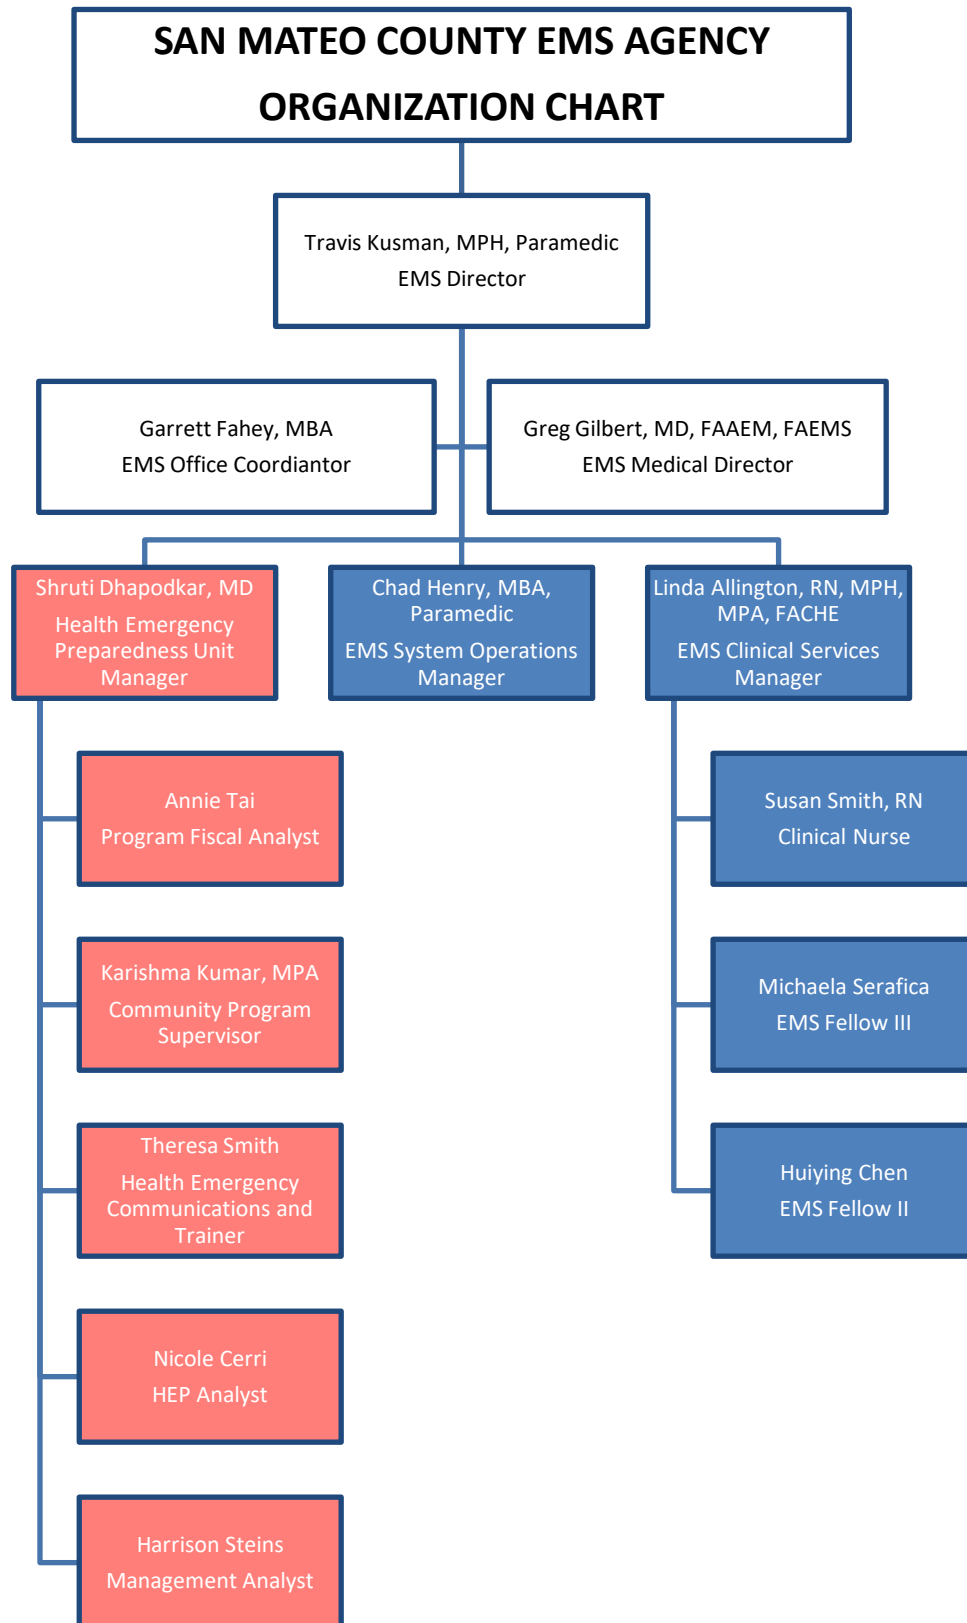 SAN MATEO COUNTY EMS AGENCY
ORGANIZATION CHART
Travis Kusman, MPH, Paramedic
EMS Director
Garrett Fahey, MBA
EMS Office Coordiantor
Greg Gilbert, MD, FAAEM, FAEMS
EMS Medical Director
Shruti Dhapodkar, MD
Health Emergency
Preparedness Unit
Manager
Chad Henry, MBA,
Paramedic
EMS System Operations
Manager
Linda Allington, RN, MPH,
MPA, FACHE
EMS Clinical Services
Manager
Annie Tai
Program Fiscal Analyst
Karishma Kumar, MPA
Community Program
Supervisor
Theresa Smith
Health Emergency
Communications and
Trainer
Nicole Cerri
HEP Analyst
Harrison Steins
Management Analyst
Susan Smith, RN
Clinical Nurse
Michaela Serafica
EMS Fellow III
Huiying Chen
EMS Fellow II